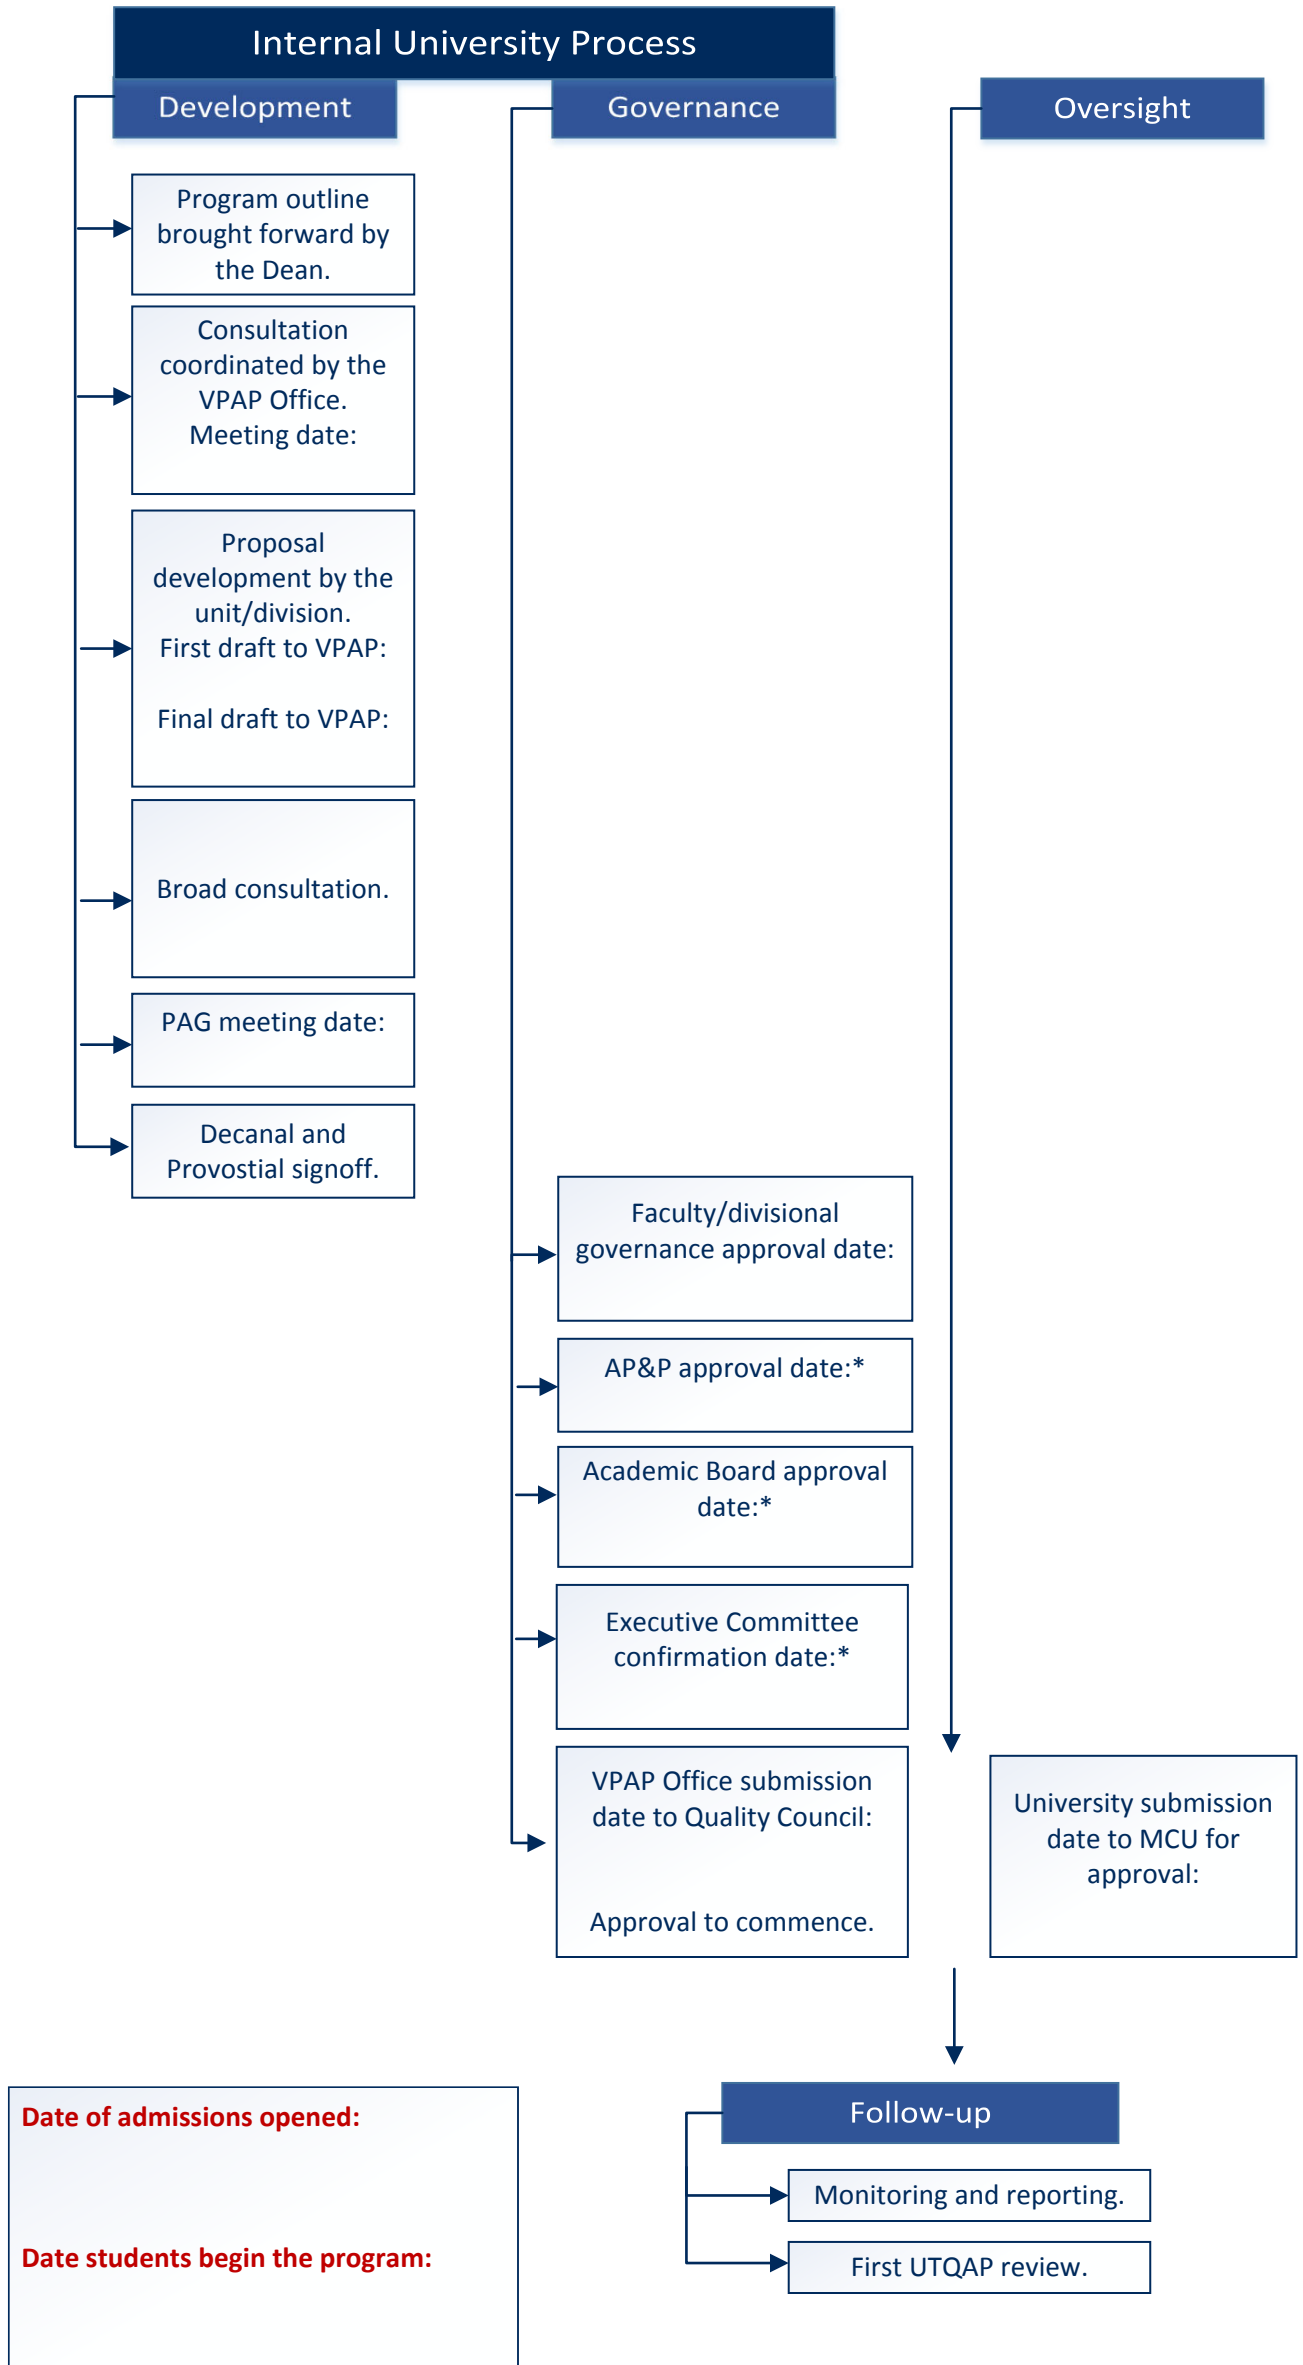 Internal University Process
Development
Governance
Oversight
Program outline
brought forward by
the Dean.
Consultation
coordinated by the
VPAP Office.
Meeting date:
Proposal
development by the
unit/division.
First draft to VPAP:
Final draft to VPAP:
Broad consultation.
PAG meeting date:
Decanal and
Provostial signoff.
Faculty/divisional
governance approval date:
AP&P approval date:*
Academic Board approval
date:*
Executive Committee
confirmation date:*
VPAP Office submission
date to Quality Council:
Approval to commence.
University submission
date to MCU for
approval:
Follow-up
Monitoring and reporting.
First UTQAP review.
Date of admissions opened:
Date students begin the program: